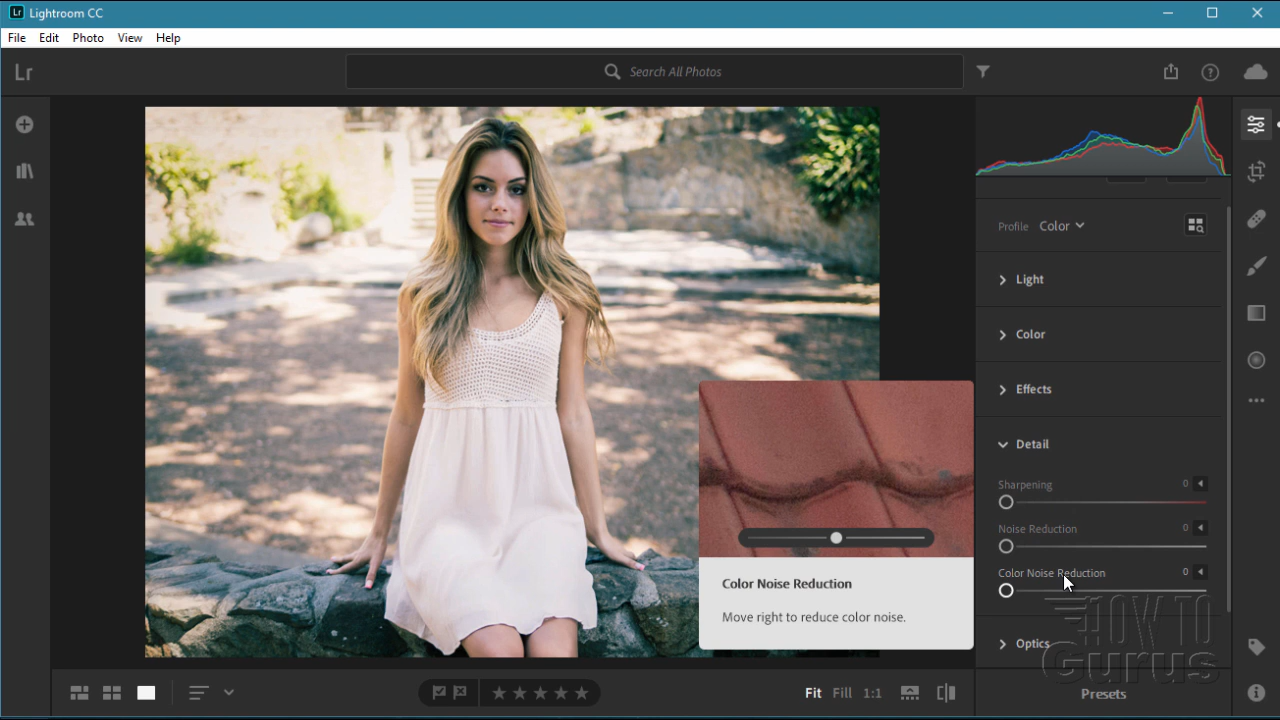 Lr Lightroom CC
File Edit Photo View Help
Lr
Search All Photos
Profile Color
Light
Color
Effects
Detail
Sharpening 0
Noise Reduction 0
Color Noise Reduction 0
Color Noise Reduction
Move right to reduce color noise.
Optics
HOW TO
Gurus
Fit Fill 1:1
Presets